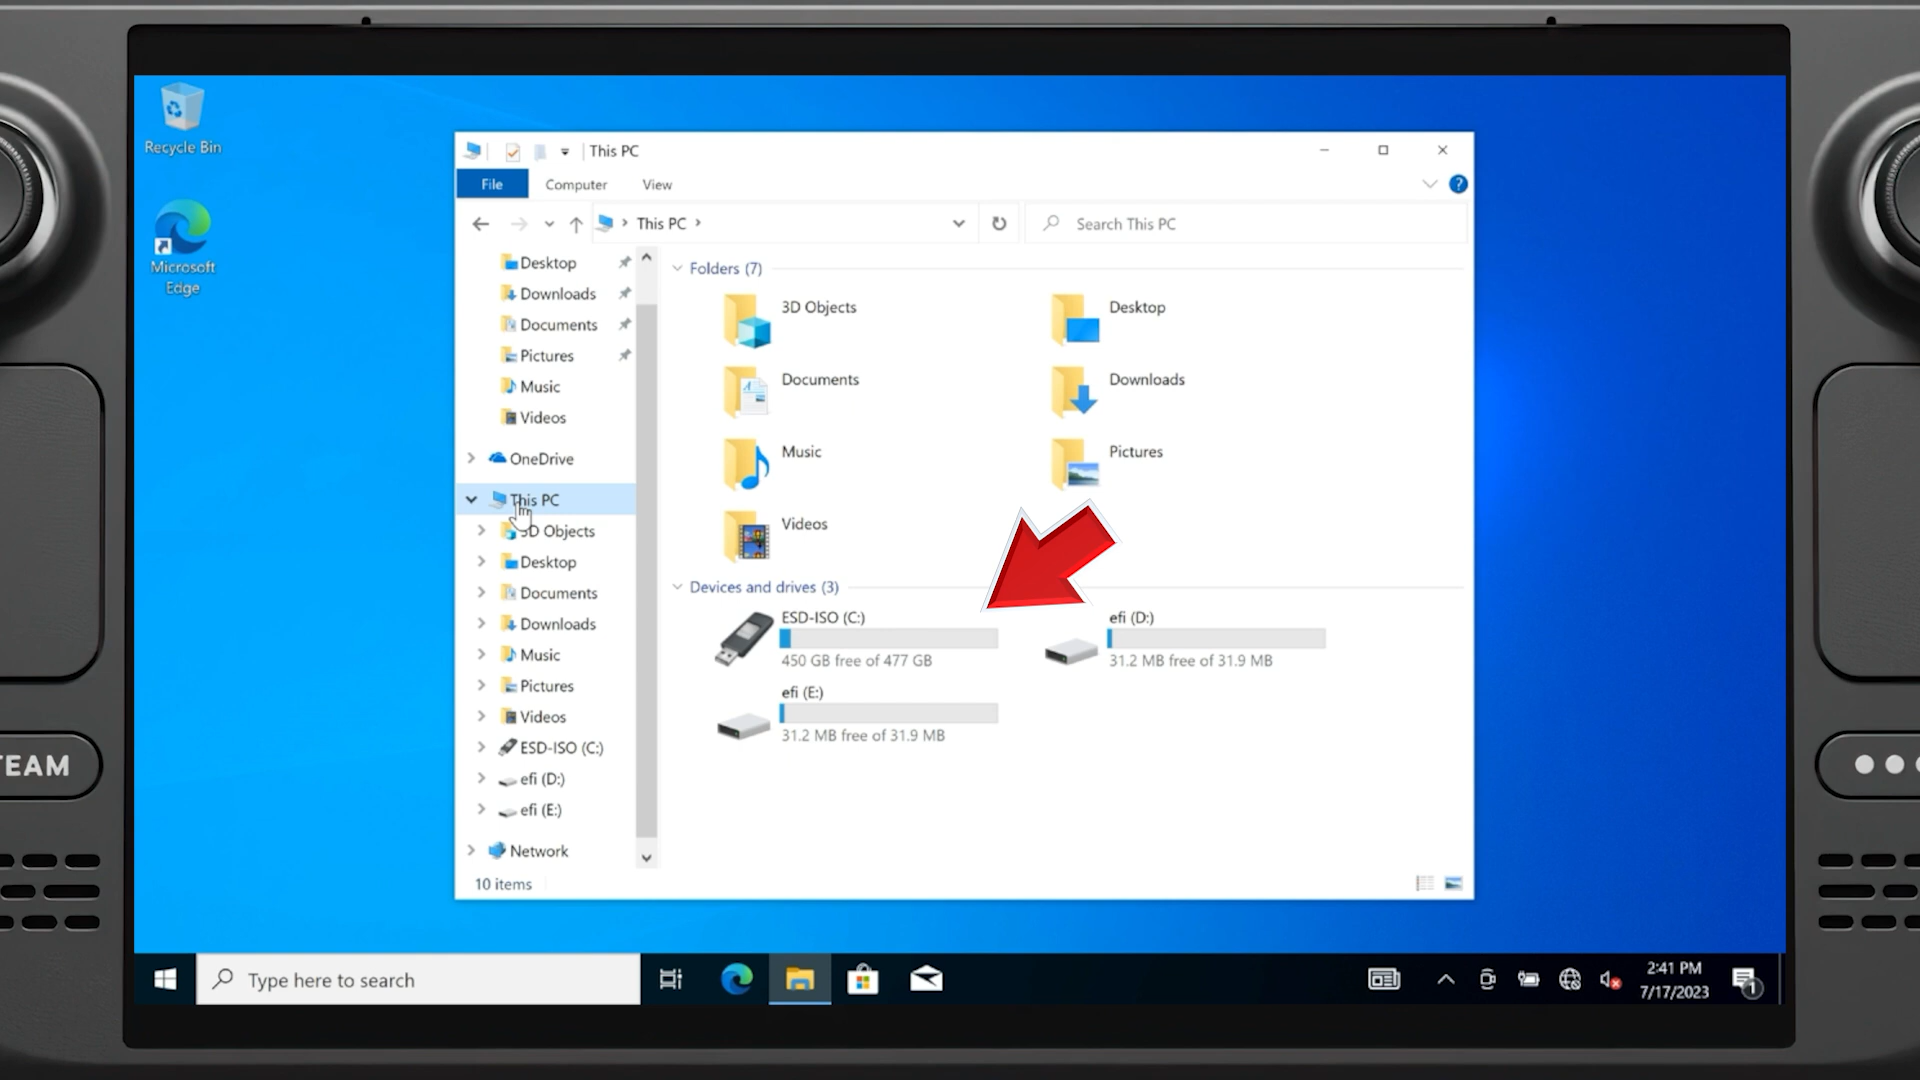 Recycle Bin
Microsoft
Edge
This PC
File
Computer
View
?
This PC
Search This PC
Desktop
Downloads
Documents
Pictures
Music
Videos
OneDrive
This PC
3D Objects
Desktop
Documents
Downloads
Music
Pictures
Videos
ESD-ISO (C:)
efi (D:)
efi (E:)
Network
10 items
Folders (7)
3D Objects
Desktop
Documents
Downloads
Music
Pictures
Videos
Devices and drives (3)
ESD-ISO (C:)
450 GB free of 477 GB
efi (D:)
31.2 MB free of 31.9 MB
efi (E:)
31.2 MB free of 31.9 MB
TEAM
Type here to search
2:41 PM
7/17/2023
1